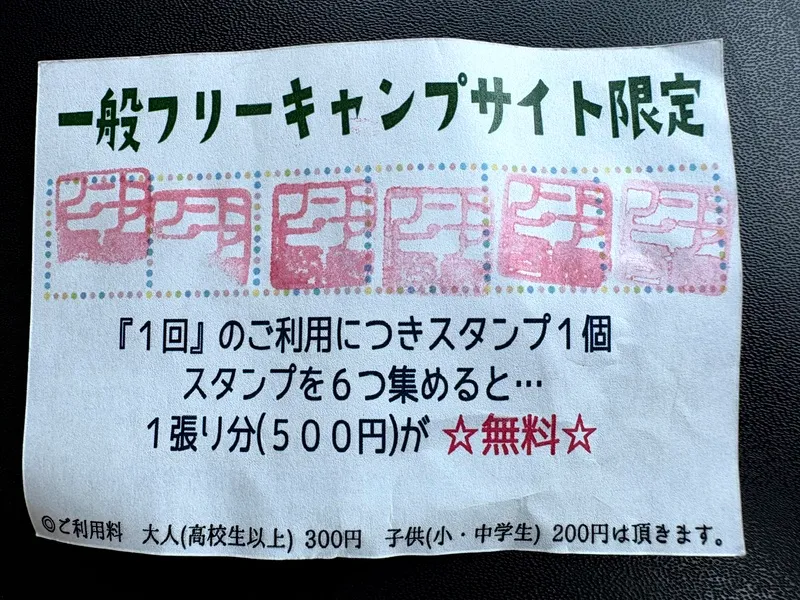 一般フリーキャンプサイト限定
『１回』のご利用につきスタンプ１個
スタンプを６つ集めると…
１張り分(５００円)が ☆無料☆
◎ご利用料 大人(高校生以上) 300円 子供(小・中学生) 200円は頂きます。